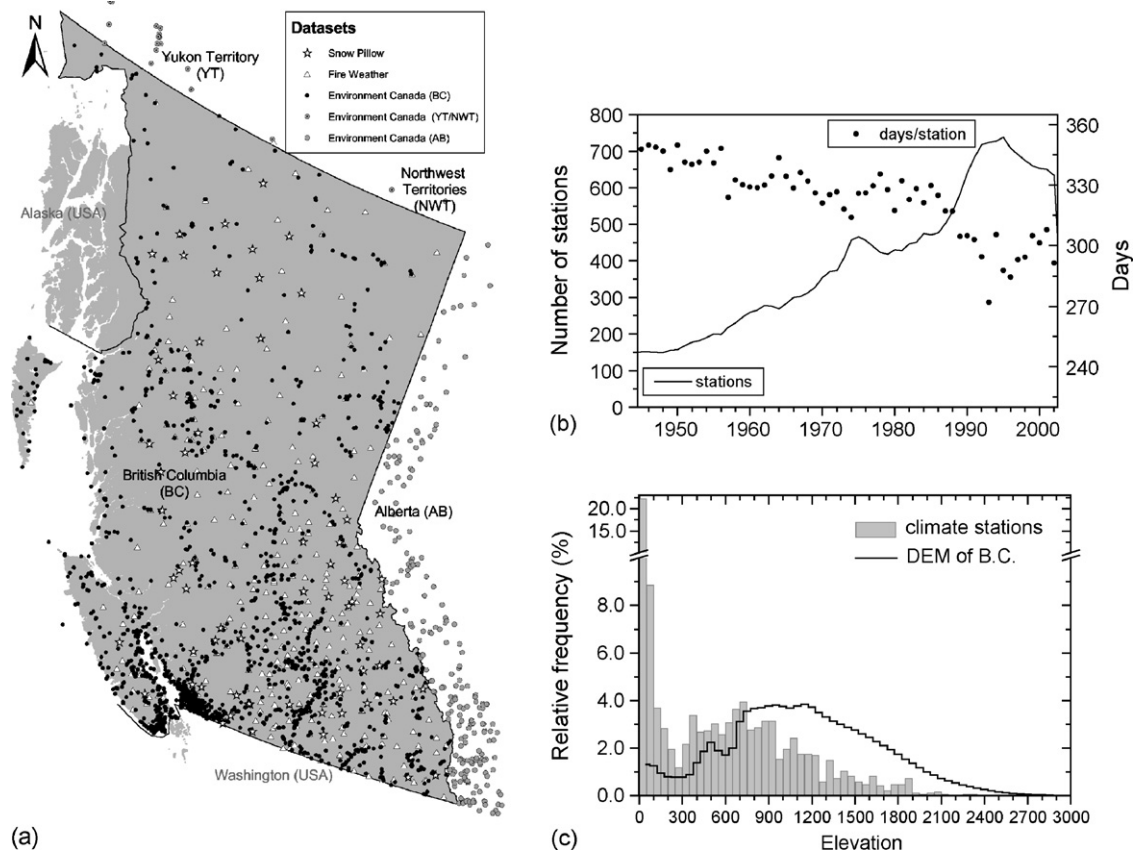 N
Yukon Territory
(YT)
Datasets
Snow Pillow
Fire Weather
Environment Canada (BC)
Environment Canada (YT/NWT)
Environment Canada (AB)
Northwest
Territories
(NWT)
Alaska (USA)
British Columbia
(BC)
Alberta (AB)
Washington (USA)
(a)
800
700
600
500
400
300
200
100
0
Number of stations
days/station
stations
360
330
300
270
240
Days
1950 1960 1970 1980 1990 2000
(b)
20.0
15.0
8.0
6.0
4.0
2.0
0.0
Relative frequency (%)
climate stations
DEM of B.C.
0 300 600 900 1200 1500 1800 2100 2400 2700 3000
Elevation
(c)